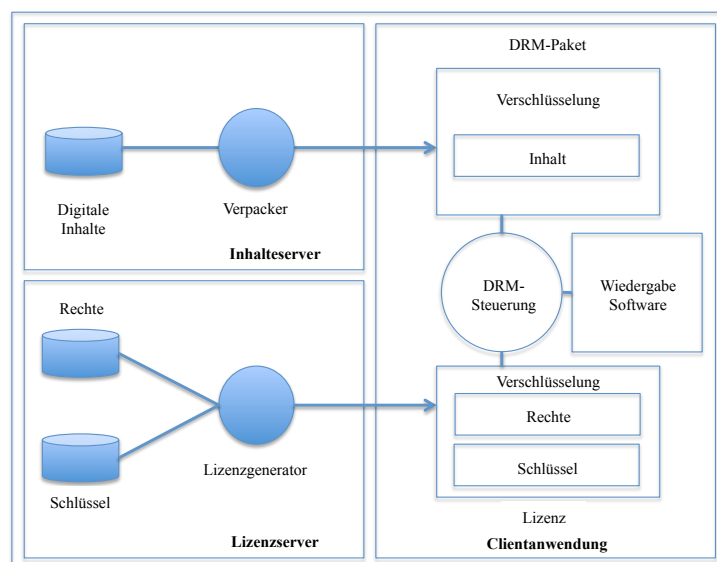 Digitale
Inhalte
Verpacker
Inhalteserver
Rechte
Schlüssel
Lizenzgenerator
Lizenzserver
DRM-Paket
Verschlüsselung
Inhalt
DRM-
Steuerung
Wiedergabe
Software
Verschlüsselung
Rechte
Schlüssel
Lizenz
Clientanwendung